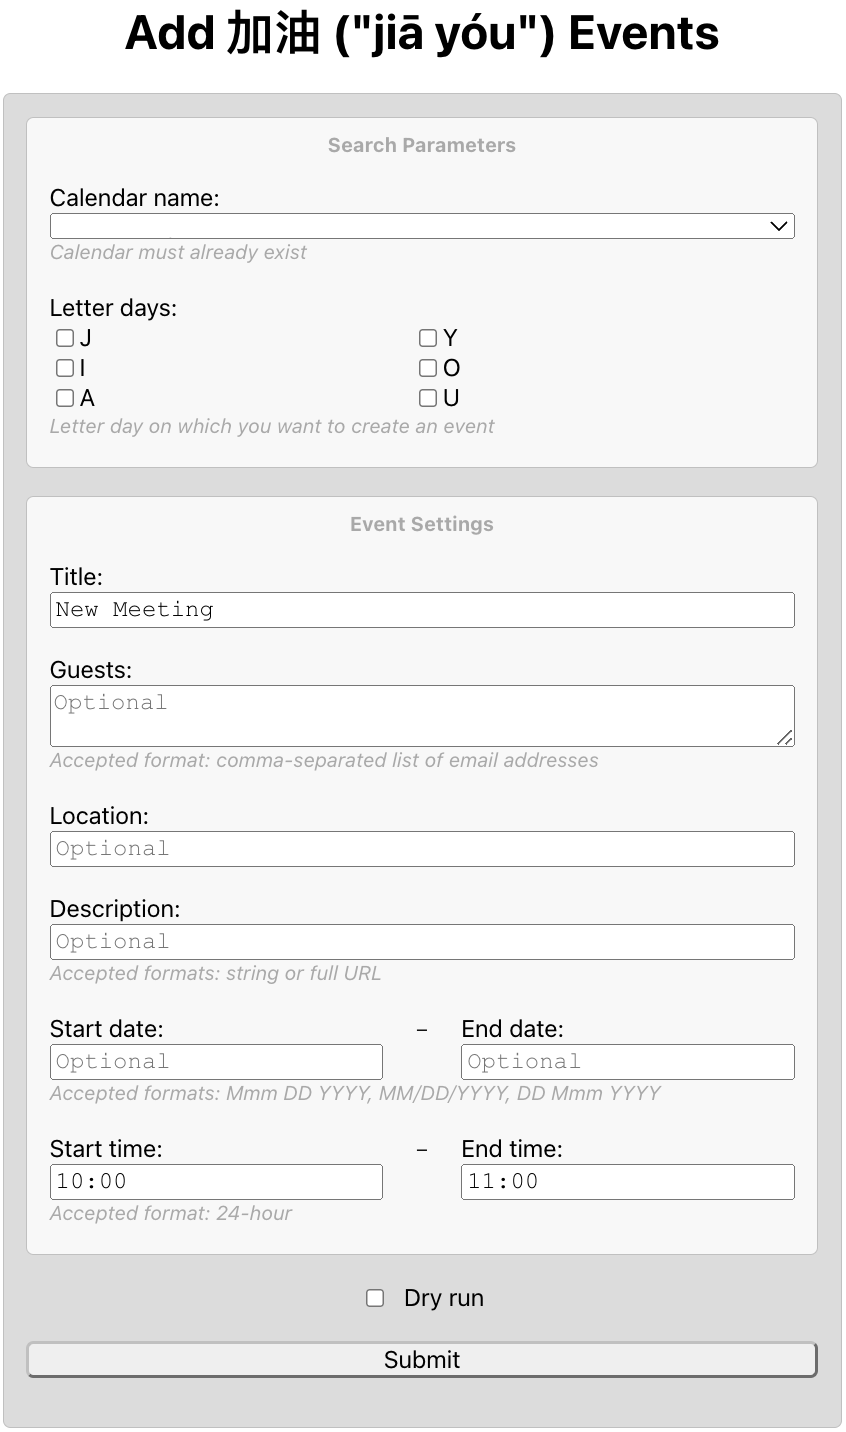 Add 加油 ("jiā yóu") Events
Search Parameters
Calendar name:
Calendar must already exist
Letter days:
J Y
I O
A U
Letter day on which you want to create an event
Event Settings
Title:
New Meeting
Guests:
Optional
Accepted format: comma-separated list of email addresses
Location:
Optional
Description:
Optional
Accepted formats: string or full URL
Start date: – End date:
Optional Optional
Accepted formats: Mmm DD YYYY, MM/DD/YYYY, DD Mmm YYYY
Start time: – End time:
10:00 11:00
Accepted format: 24-hour
Dry run
Submit